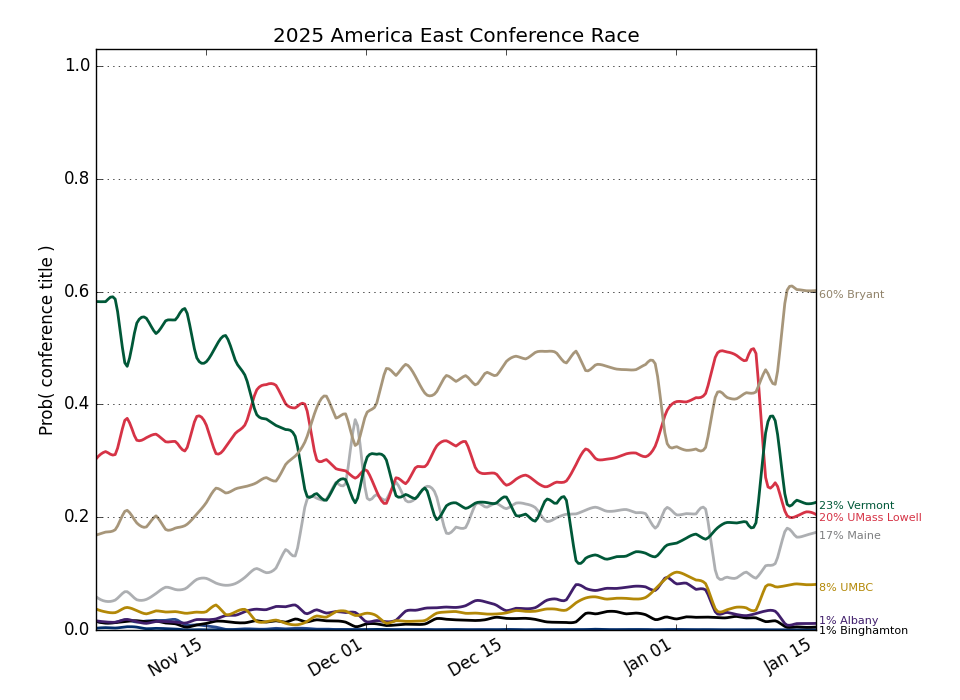 2025 America East Conference Race
Prob( conference title )
1.0
0.8
0.6
0.4
0.2
0.0
60% Bryant
23% Vermont
20% UMass Lowell
17% Maine
8% UMBC
1% Albany
1% Binghamton
Nov 15
Dec 01
Dec 15
Jan 01
Jan 15